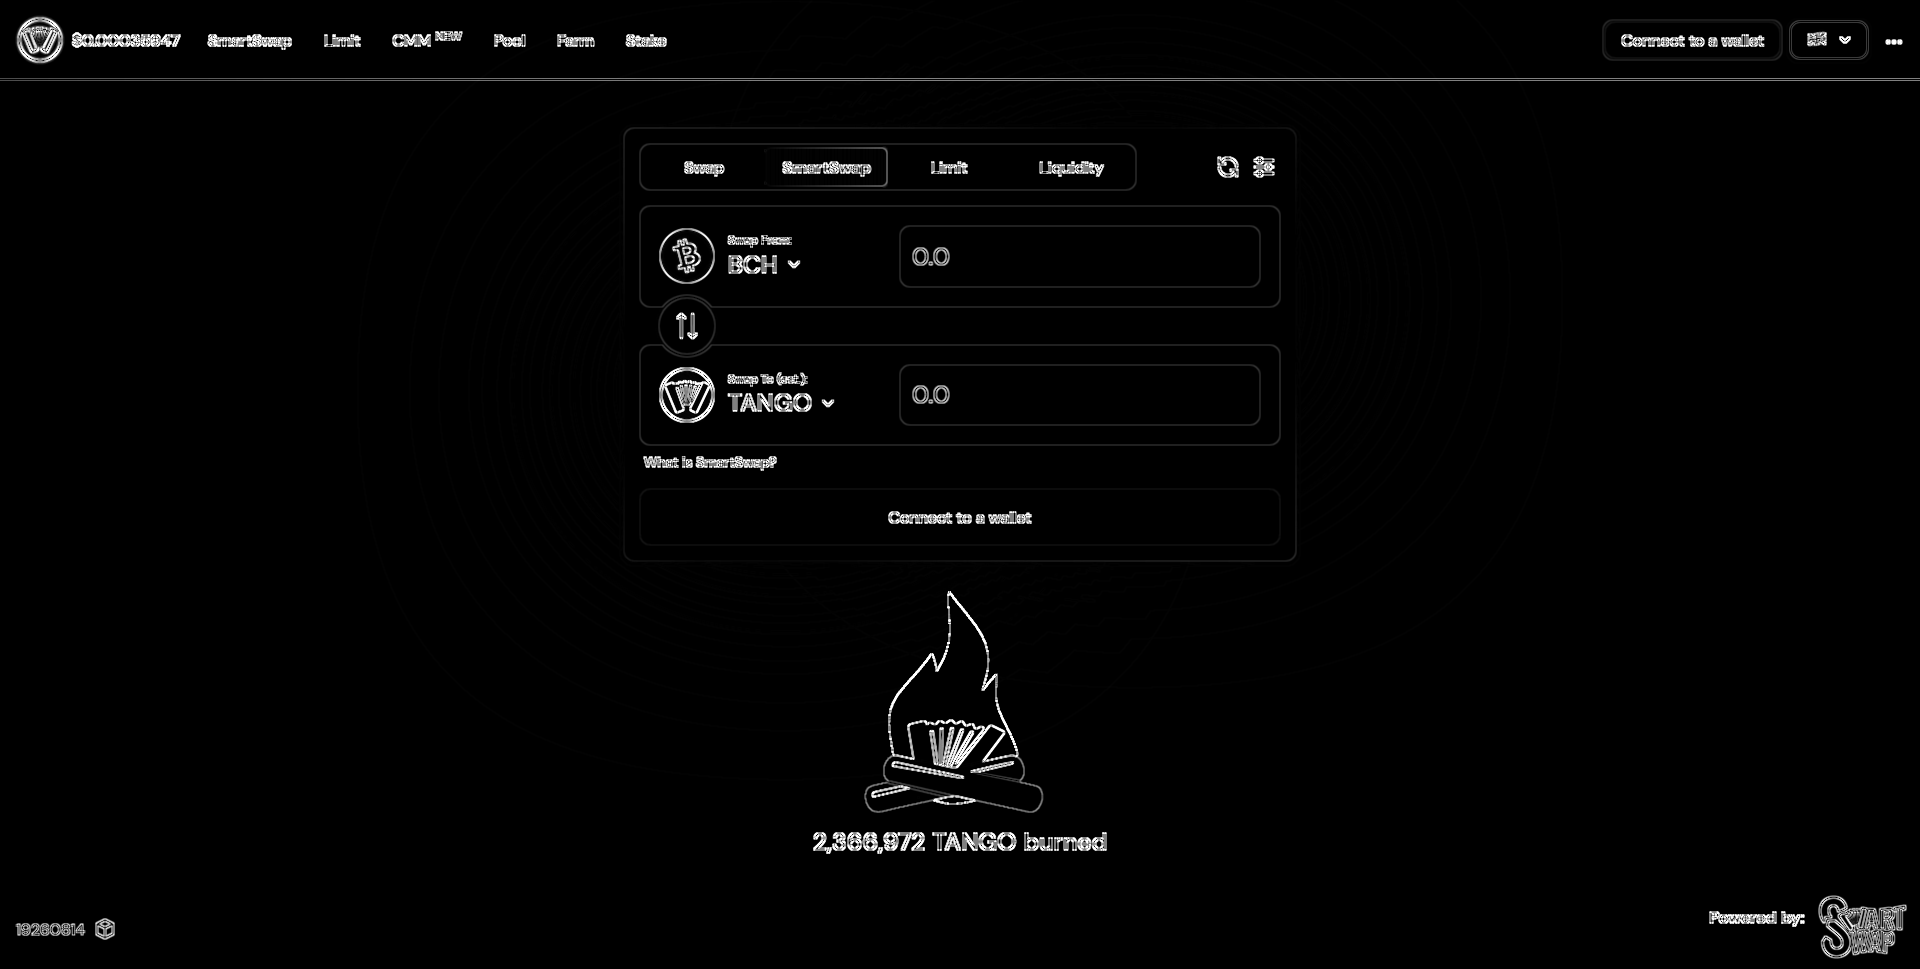 $0.00035847 SmartSwap Limit CMM NEW Pool Farm Stake Connect to a wallet
Swap SmartSwap Limit Liquidity
Swap From:
BCH 0.0
Swap To (est.):
TANGO 0.0
What is SmartSwap?
Connect to a wallet
2,366,972 TANGO burned
19260814
Powered by: SMART SWAP